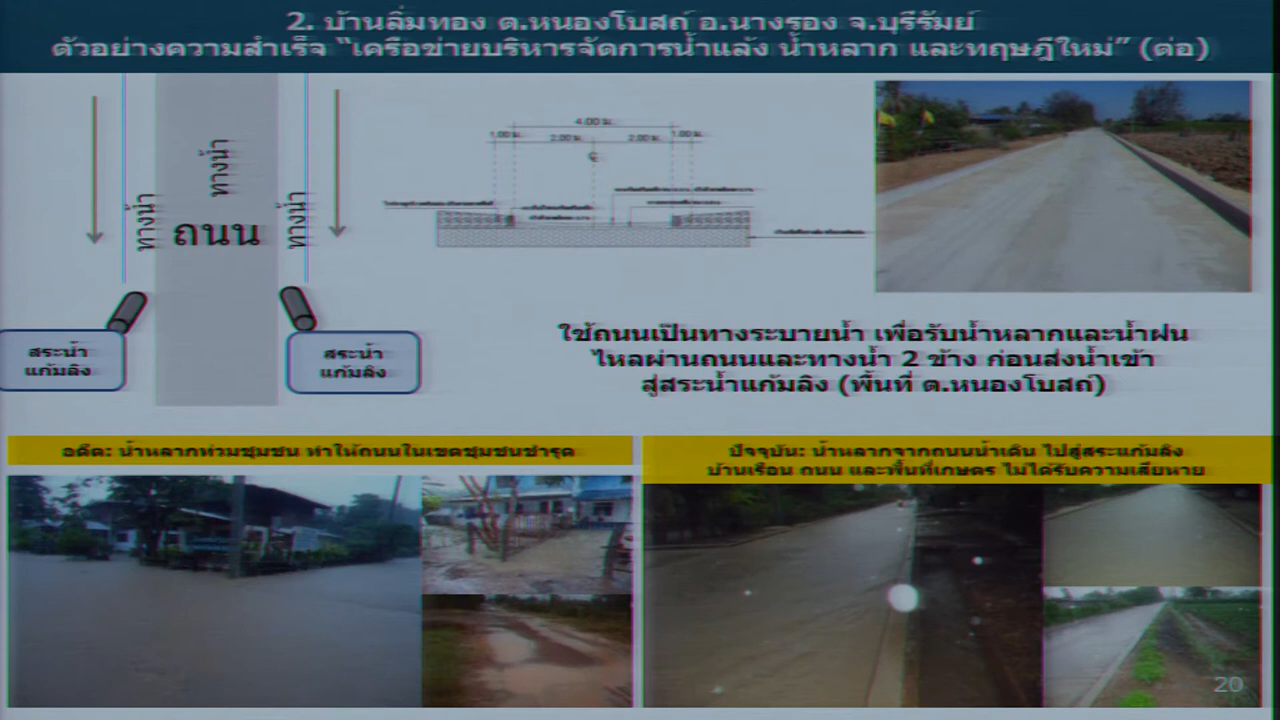 2. บ้านลิ่มทอง ต.หนองโบสถ์ อ.นางรอง จ.บุรีรัมย์
ตัวอย่างความสำเร็จ “เครือข่ายบริหารจัดการน้ำแล้ง น้ำหลาก และทฤษฎีใหม่” (ต่อ)
ทางน้ำ
ทางน้ำ
ทางน้ำ
ถนน
สระน้ำ
แก้มลิง
สระน้ำ
แก้มลิง
4.00 ม.
1.00 ม.
2.00 ม.
2.00 ม.
1.00 ม.
ใช้ถนนเป็นทางระบายน้ำ เพื่อรับน้ำหลากและน้ำฝน
ไหลผ่านถนนและทางน้ำ 2 ข้าง ก่อนส่งน้ำเข้า
สู่สระน้ำแก้มลิง (พื้นที่ ต.หนองโบสถ์)
อดีต: น้ำหลากท่วมชุมชน ทำให้ถนนในเขตชุมชนชำรุด
ปัจจุบัน: น้ำหลากจากถนนน้ำเดิน ไปสู่สระแก้มลิง
บ้านเรือน ถนน และพื้นที่เกษตร ไม่ได้รับความเสียหาย
20